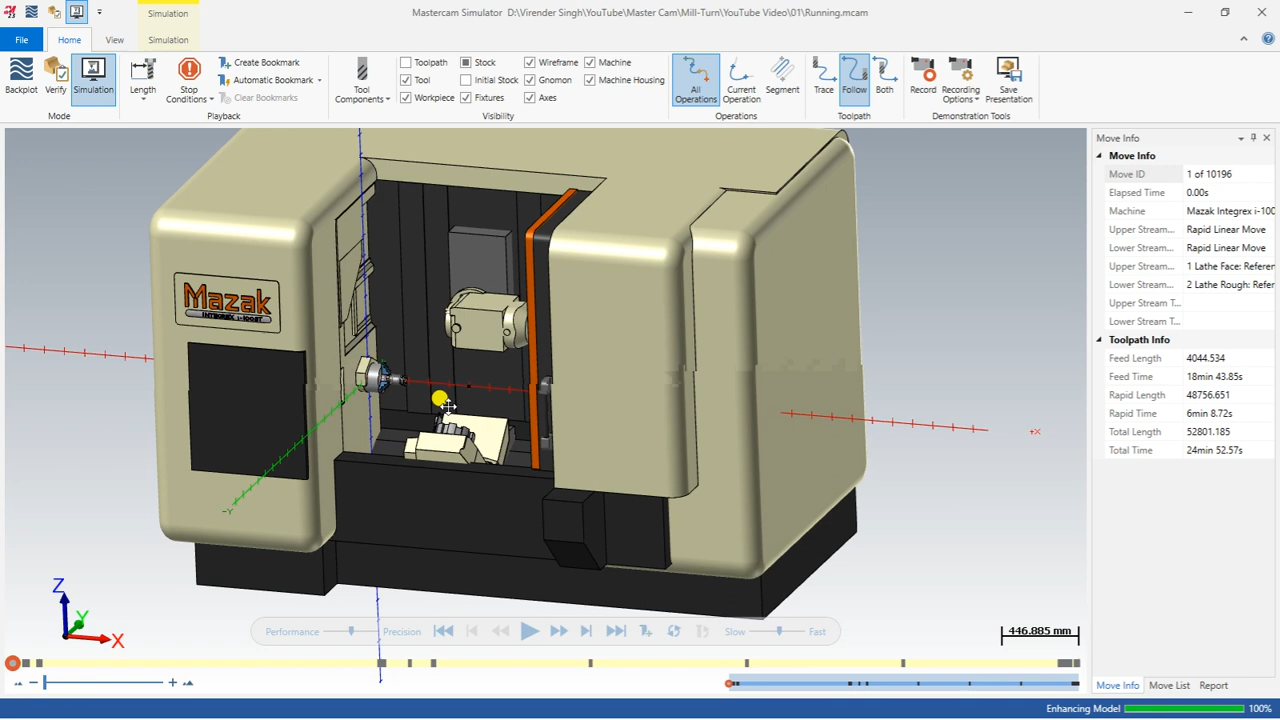 Simulation
Mastercam Simulator D:\Virender Singh\YouTube\Master Cam\Mill-Turn\YouTube Video\01\Running.mcam
File
Home
View
Simulation
Backplot
Verify
Simulation
Mode
Length
Stop
Conditions
Create Bookmark
Automatic Bookmark
Clear Bookmarks
Playback
Tool
Components
Toolpath
Stock
Wireframe
Machine
Tool
Initial Stock
Gnomon
Machine Housing
Workpiece
Fixtures
Axes
Visibility
All
Operations
Current
Operation
Segment
Operations
Trace
Follow
Both
Toolpath
Record
Recording
Options
Save
Presentation
Demonstration Tools
Mazak
INTEGREX i-100ST
-Y
+X
Z
Y
X
Performance
Precision
Slow
Fast
446.885 mm
Move Info
Move Info
Move ID 1 of 10196
Elapsed Time 0.00s
Machine Mazak Integrex i-100
Upper Stream... Rapid Linear Move
Lower Stream... Rapid Linear Move
Upper Stream... 1 Lathe Face: Referen
Lower Stream... 2 Lathe Rough: Refer
Upper Stream T...
Lower Stream T...
Toolpath Info
Feed Length 4044.534
Feed Time 18min 43.85s
Rapid Length 48756.651
Rapid Time 6min 8.72s
Total Length 52801.185
Total Time 24min 52.57s
Move Info
Move List
Report
Enhancing Model 100%